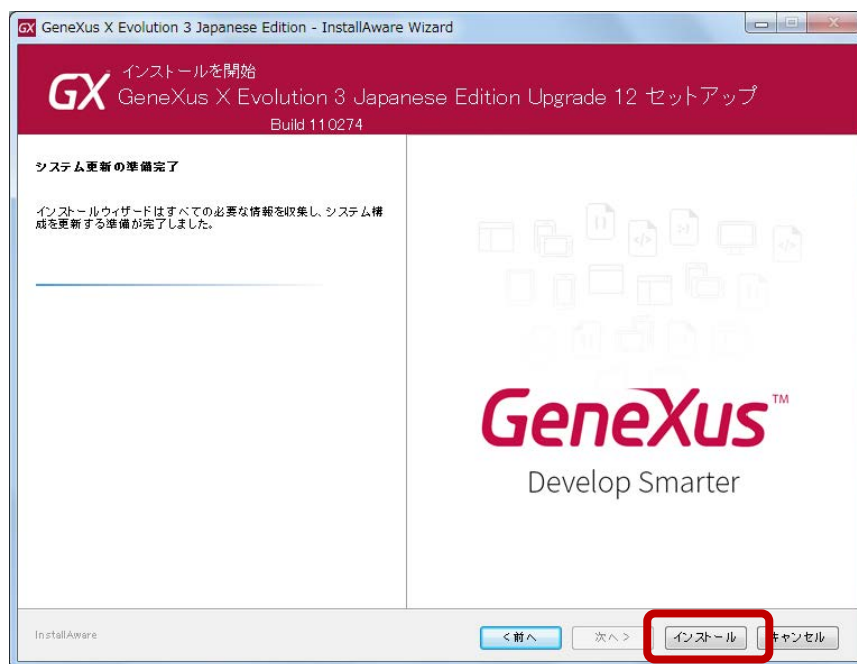 GX GeneXus X Evolution 3 Japanese Edition - InstallAware Wizard
GX インストールを開始
GeneXus X Evolution 3 Japanese Edition Upgrade 12 セットアップ
Build 110274
システム更新の準備完了
インストールウィザードはすべての必要な情報を収集し、システム構
成を更新する準備が完了しました。
GeneXus™
Develop Smarter
InstallAware
<前へ 次へ> インストール キャンセル